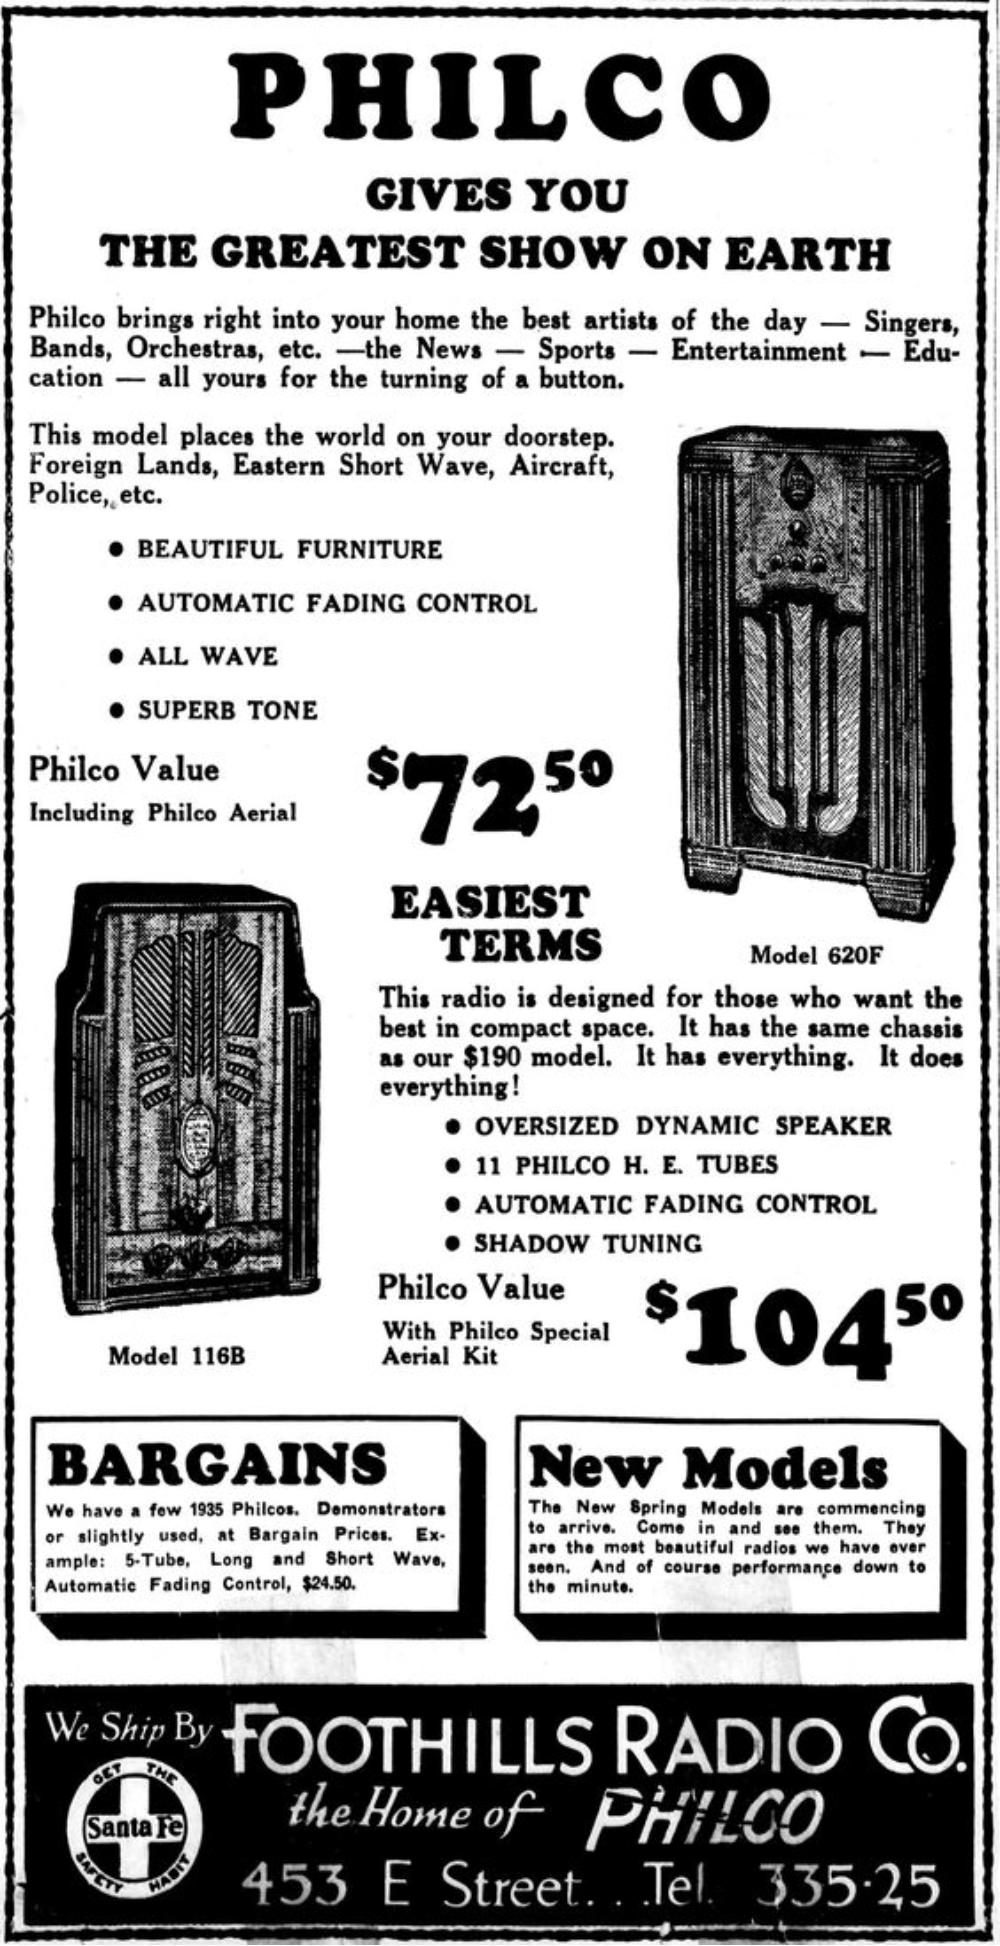 PHILCO
GIVES YOU
THE GREATEST SHOW ON EARTH
Philco brings right into your home the best artists of the day — Singers,
Bands, Orchestras, etc. —the News — Sports — Entertainment — Edu-
cation — all yours for the turning of a button.
This model places the world on your doorstep.
Foreign Lands, Eastern Short Wave, Aircraft,
Police, etc.
● BEAUTIFUL FURNITURE
● AUTOMATIC FADING CONTROL
● ALL WAVE
● SUPERB TONE
Philco Value
Including Philco Aerial
$72 50
Model 620F
EASIEST
TERMS
This radio is designed for those who want the
best in compact space. It has the same chassis
as our $190 model. It has everything. It does
everything!
● OVERSIZED DYNAMIC SPEAKER
● 11 PHILCO H. E. TUBES
● AUTOMATIC FADING CONTROL
● SHADOW TUNING
Philco Value
With Philco Special
Aerial Kit
$104 50
Model 116B
BARGAINS
We have a few 1935 Philcos. Demonstrators
or slightly used, at Bargain Prices. Ex-
ample: 5-Tube, Long and Short Wave,
Automatic Fading Control, $24.50.
New Models
The New Spring Models are commencing
to arrive. Come in and see them. They
are the most beautiful radios we have ever
seen. And of course performance down to
the minute.
We Ship By
GET THE
Santa Fe
SAFETY HABIT
FOOTHILLS RADIO CO.
the Home of PHILCO
453 E Street. . .Tel. 335-25